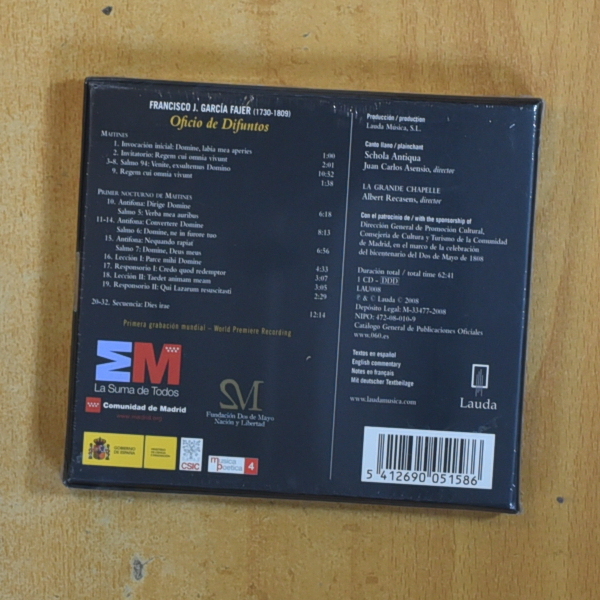 FRANCISCO J. GARCÍA FAJER (1730-1809)
Oficio de Difuntos
MAITINES
1. Invocación inicial: Domine, labia mea aperies 1:00
2. Invitatorio: Regem cui omnia vivunt 2:01
3-8. Salmo 94: Venite, exsultemus Domino 10:52
9. Regem cui omnia vivunt 1:38
PRIMER NOCTURNO DE MAITINES
10. Antífona: Dirige Domine
Salmo 5: Verba mea auribus 6:18
11-14. Antífona: Convertere Domine
Salmo 6: Domine, ne in furore tuo 8:13
15. Antífona: Nequando rapiat
Salmo 7: Domine, Deus meus 6:56
16. Lección I: Parce mihi Domine 4:33
17. Responsorio I: Credo quod redemptor 3:07
18. Lección II: Taedet animam meam 3:05
19. Responsorio II: Qui Lazarum resuscitasti 2:29
20-32. Secuencia: Dies irae 12:14
Primera grabación mundial – World Premiere Recording
EM
La Suma de Todos
Comunidad de Madrid
www.madrid.org
M
Fundación Dos de Mayo
Nación y Libertad
GOBIERNO
DE ESPAÑA
CSIC
música
poética 4
Producción / production
Lauda Música, S.L.
Canto llano / plainchant
Schola Antiqua
Juan Carlos Asensio, director
LA GRANDE CHAPELLE
Albert Recasens, director
Con el patrocinio de / with the sponsorship of
Dirección General de Promoción Cultural,
Consejería de Cultura y Turismo de la Comunidad
de Madrid, en el marco de la celebración
del bicentenario del Dos de Mayo de 1808
Duración total / total time 62:41
1 CD - DDD
LAU008
℗ & © Lauda © 2008
Depósito Legal: M-33477-2008
NIPO: 472-08-010-9
Catálogo General de Publicaciones Oficiales
www.060.es
Textos en español
English commentary
Notes en français
Mit deutscher Textbeilage
www.laudamusica.com
Lauda
5 412690 051586